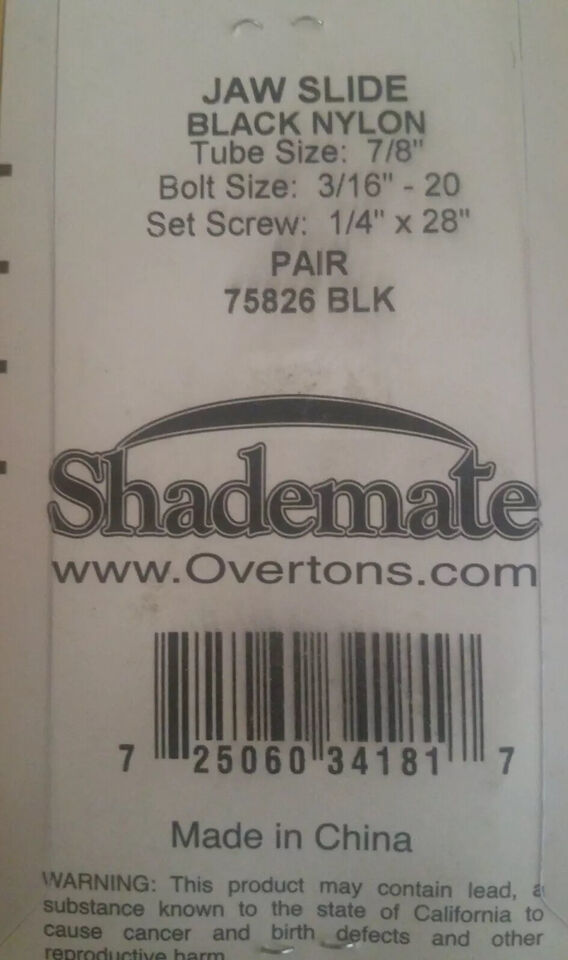 JAW SLIDE
BLACK NYLON
Tube Size: 7/8"
Bolt Size: 3/16" - 20
Set Screw: 1/4" x 28"
PAIR
75826 BLK
Shademate
www.Overtons.com
7 25060 34181 7
Made in China
WARNING: This product may contain lead, a
substance known to the state of California to
cause cancer and birth defects and other
reproductive harm